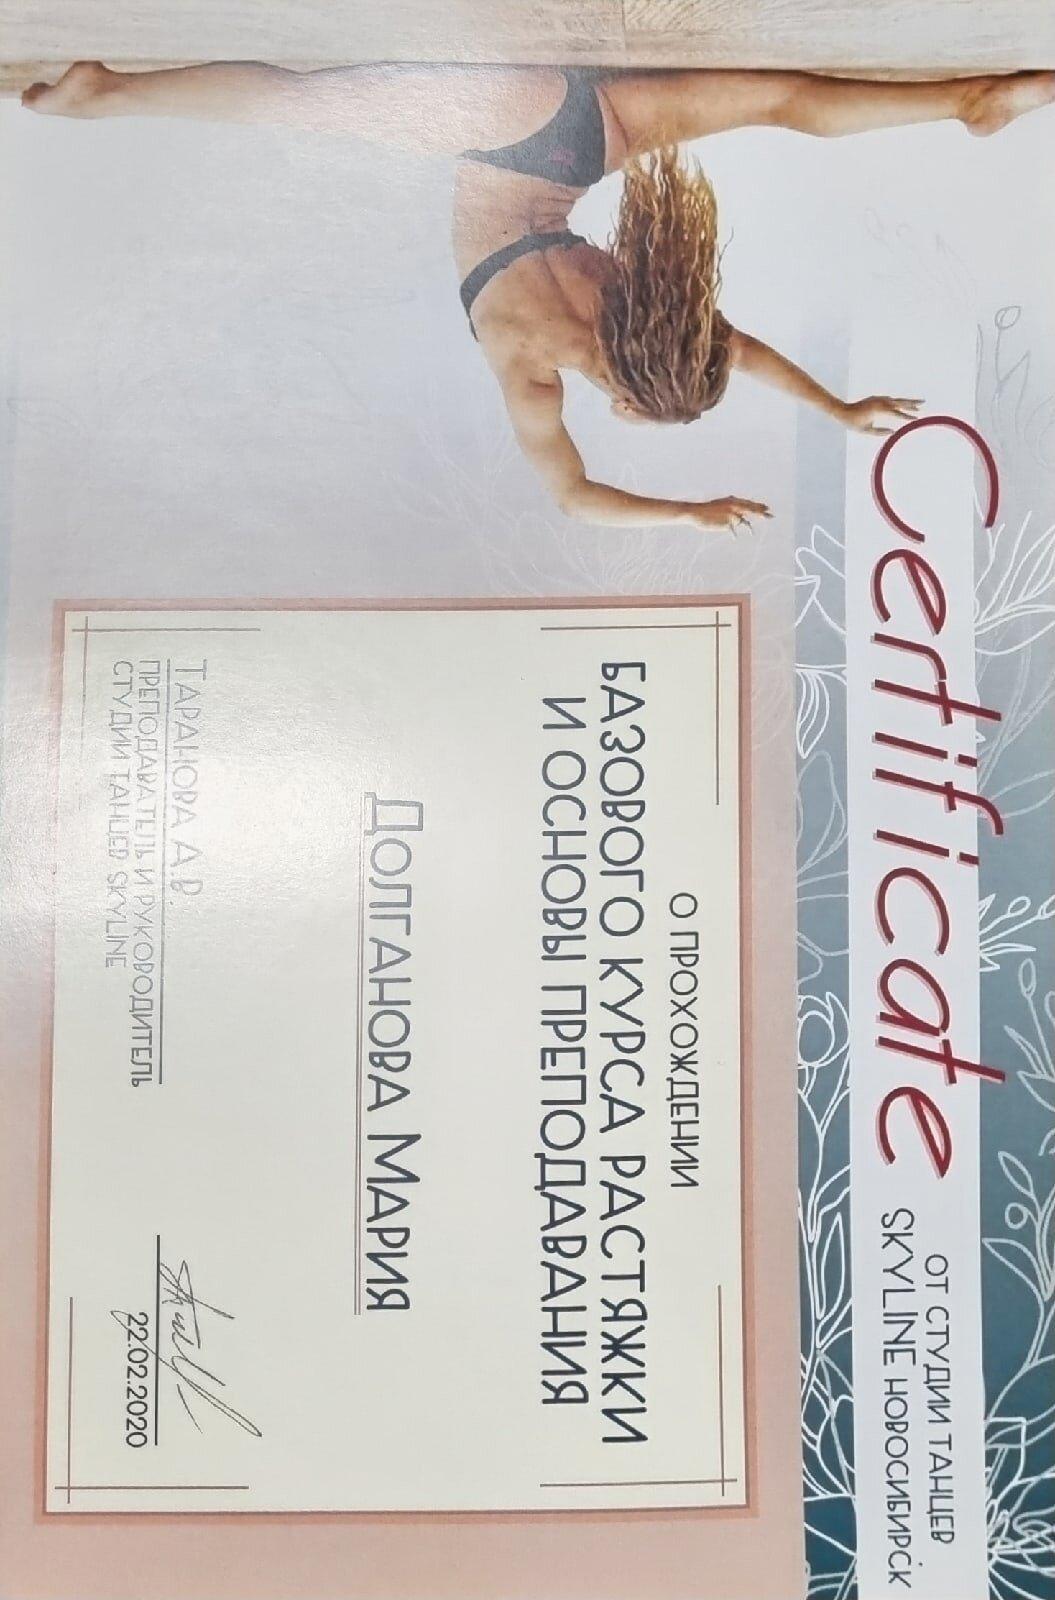 Certificate
ОТ СТУДИИ ТАНЦЕВ
SKYLINE НОВОСИБИРСК
О ПРОХОЖДЕНИИ
БАЗОВОГО КУРСА РАСТЯЖКИ
И ОСНОВЫ ПРЕПОДАВАНИЯ
ДОЛГАНОВА МАРИЯ
ТАРАНОВА А.В.
ПРЕПОДАВАТЕЛЬ И РУКОВОДИТЕЛЬ
СТУДИИ ТАНЦЕВ SKYLINE
22.02.2020